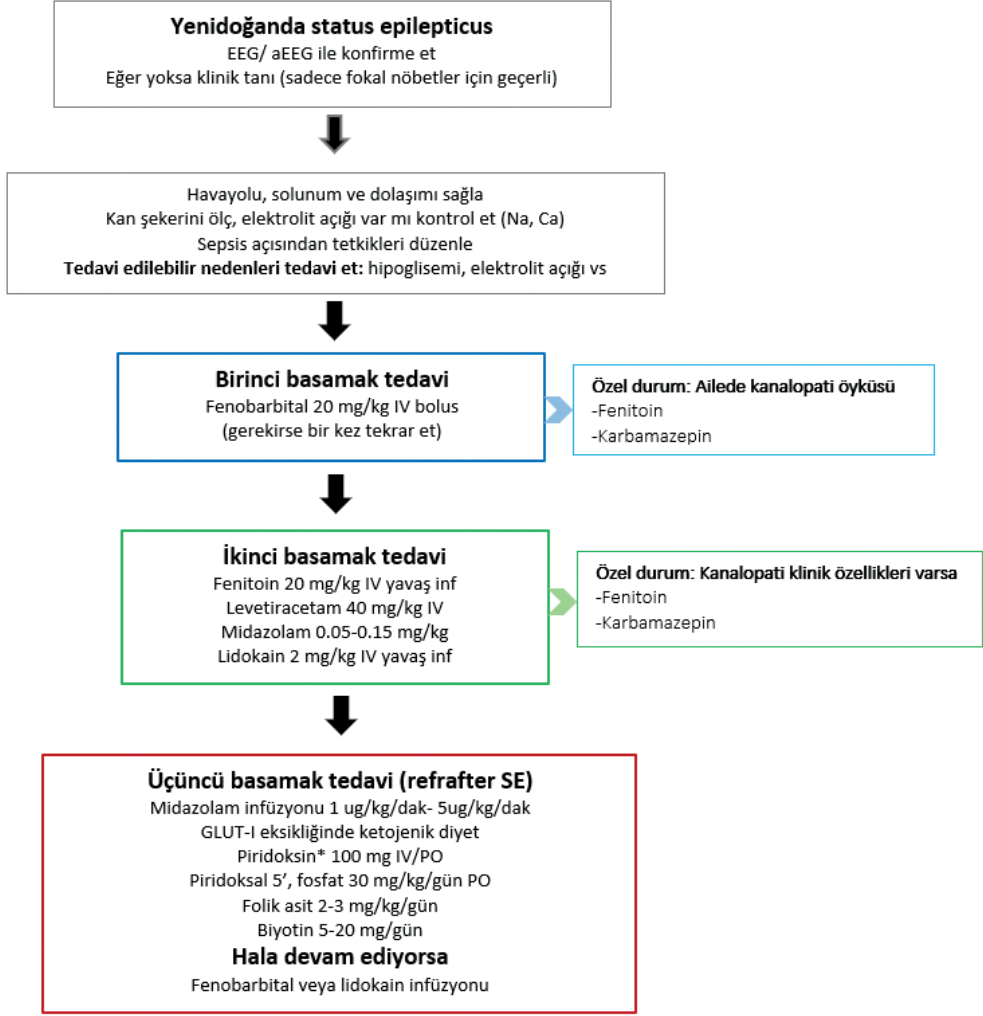 Yenidoğanda status epilepticus
EEG/ aEEG ile konfirme et
Eğer yoksa klinik tanı (sadece fokal nöbetler için geçerli)
Havayolu, solunum ve dolaşımı sağla
Kan şekerini ölç, elektrolit açığı var mı kontrol et (Na, Ca)
Sepsis açısından tetkikleri düzenle
Tedavi edilebilir nedenleri tedavi et: hipoglisemi, elektrolit açığı vs
Birinci basamak tedavi
Fenobarbital 20 mg/kg IV bolus
(gerekirse bir kez tekrar et)
Özel durum: Ailede kanalopati öyküsü
-Fenitoin
-Karbamazepin
İkinci basamak tedavi
Fenitoin 20 mg/kg IV yavaş inf
Levetiracetam 40 mg/kg IV
Midazolam 0.05-0.15 mg/kg
Lidokain 2 mg/kg IV yavaş inf
Özel durum: Kanalopati klinik özellikleri varsa
-Fenitoin
-Karbamazepin
Üçüncü basamak tedavi (refrafter SE)
Midazolam infüzyonu 1 ug/kg/dak- 5ug/kg/dak
GLUT-I eksikliğinde ketojenik diyet
Piridoksin* 100 mg IV/PO
Piridoksal 5’, fosfat 30 mg/kg/gün PO
Folik asit 2-3 mg/kg/gün
Biyotin 5-20 mg/gün
Hala devam ediyorsa
Fenobarbital veya lidokain infüzyonu